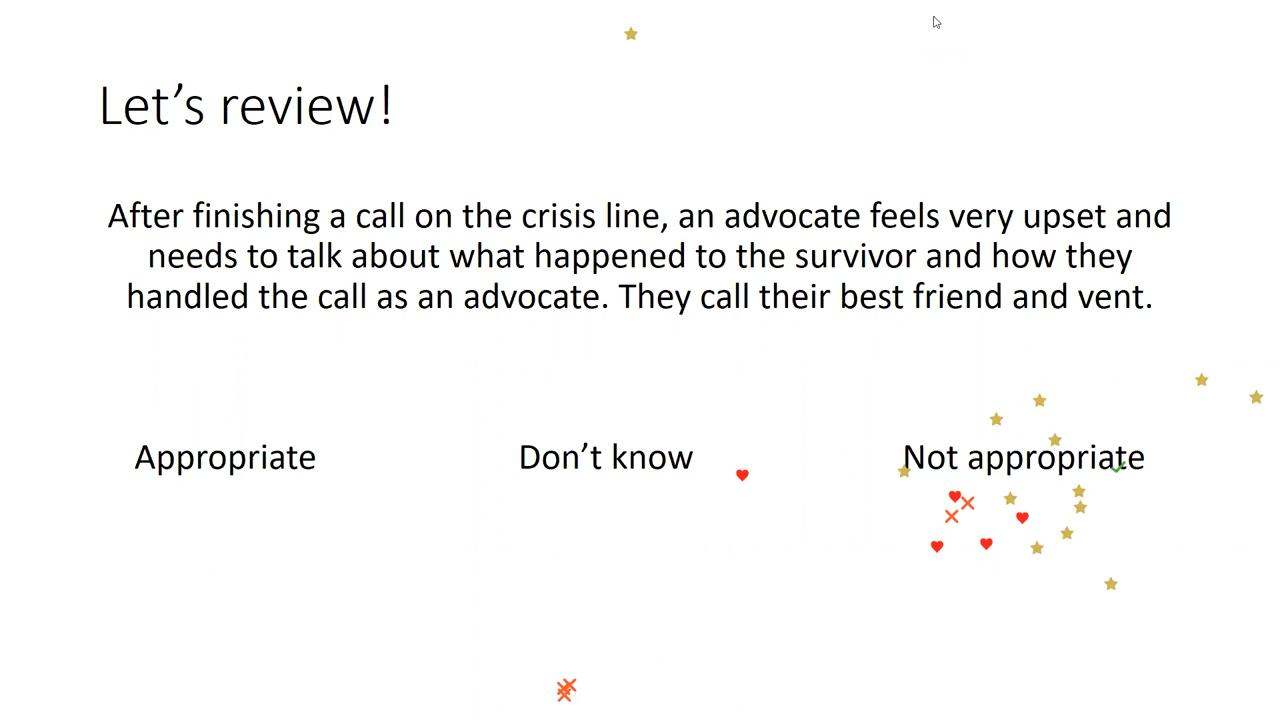 Let’s review!
After finishing a call on the crisis line, an advocate feels very upset and
needs to talk about what happened to the survivor and how they
handled the call as an advocate. They call their best friend and vent.
Appropriate
Don’t know
Not appropriate